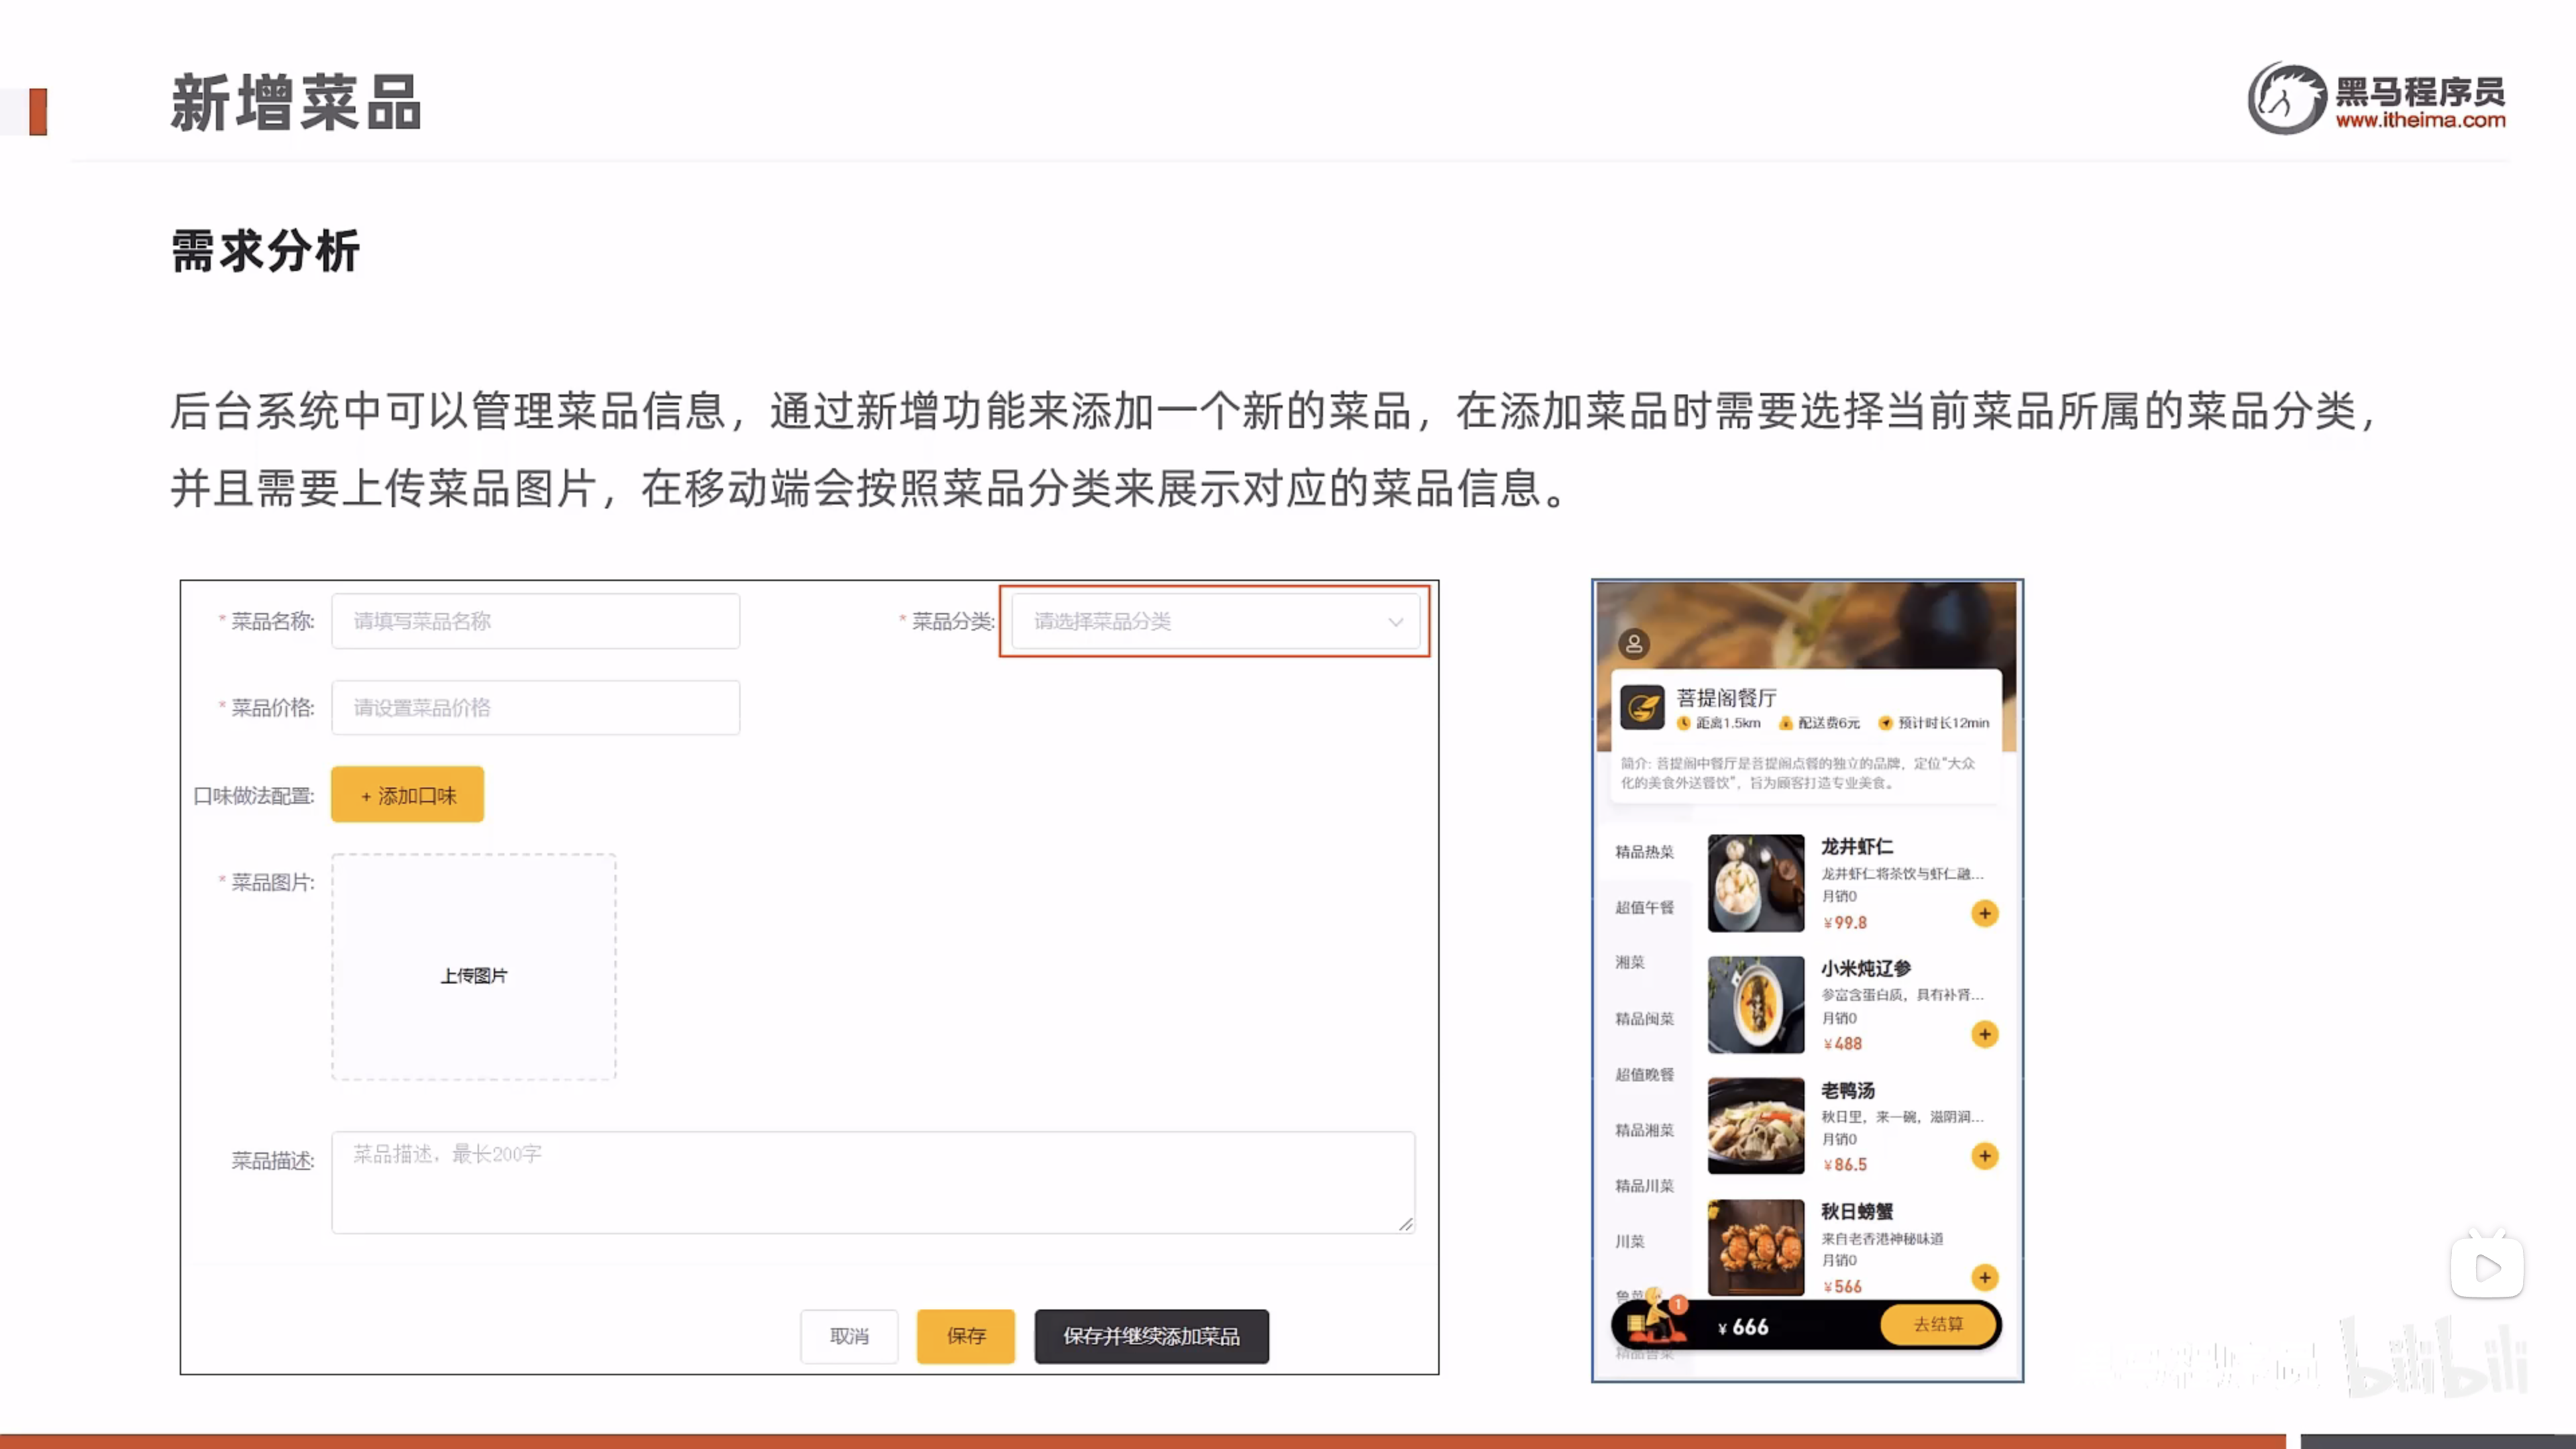 新增菜品
黑马程序员
www.itheima.com
需求分析
后台系统中可以管理菜品信息，通过新增功能来添加一个新的菜品，在添加菜品时需要选择当前菜品所属的菜品分类，
并且需要上传菜品图片，在移动端会按照菜品分类来展示对应的菜品信息。
* 菜品名称: 请填写菜品名称
* 菜品分类: 请选择菜品分类
* 菜品价格: 请设置菜品价格
口味做法配置: + 添加口味
* 菜品图片:
上传图片
菜品描述: 菜品描述，最长200字
取消 保存 保存并继续添加菜品
菩提阁餐厅
距离1.5km 配送费6元 预计时长12min
简介: 菩提阁中餐厅是菩提阁点餐的独立的品牌，定位“大众
化的美食外送餐饮”，旨为顾客打造专业美食。
精品热菜
超值午餐
湘菜
精品闽菜
超值晚餐
精品湘菜
精品川菜
川菜
鲁菜
龙井虾仁
龙井虾仁将茶饮与虾仁融...
月销0
¥99.8
小米炖辽参
参富含蛋白质，具有补肾...
月销0
¥488
老鸭汤
秋日里，来一碗，滋阴润...
月销0
¥86.5
秋日螃蟹
来自老香港神秘味道
月销0
¥566
1
¥ 666
去结算
bilibili